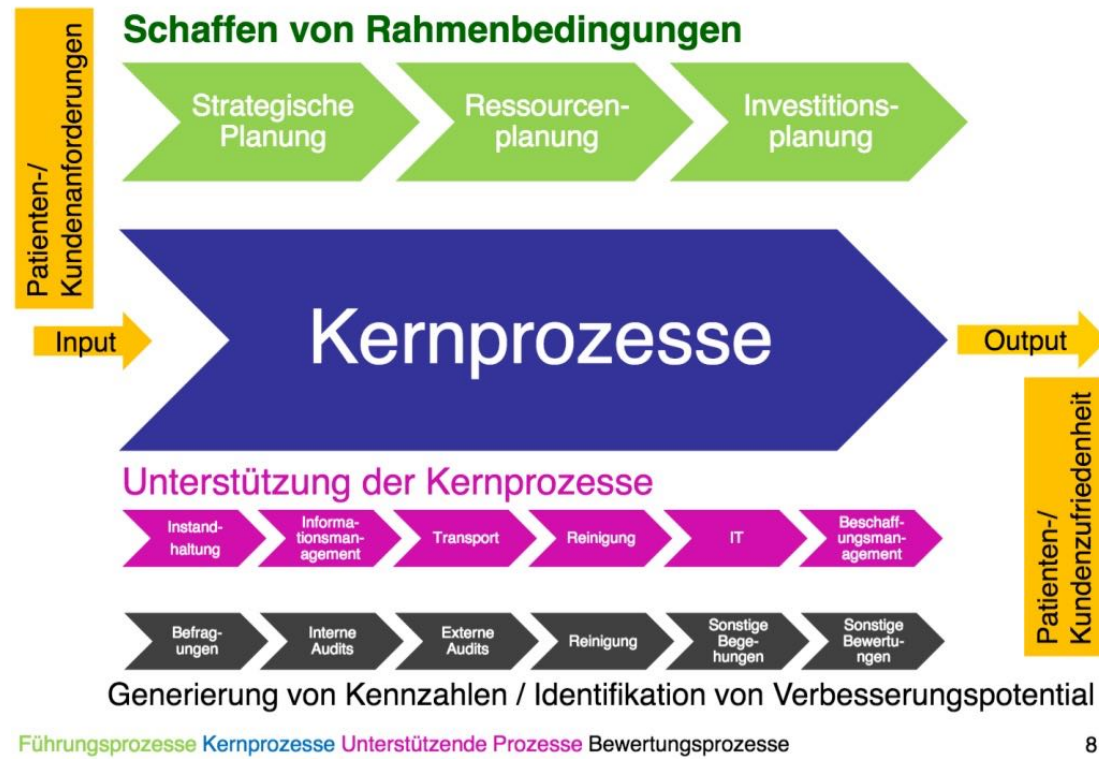 Schaffen von Rahmenbedingungen
Patienten-/
Kundenanforderungen
Strategische
Planung
Ressourcen-
planung
Investitions-
planung
Input
Kernprozesse
Output
Patienten-/
Kundenzufriedenheit
Unterstützung der Kernprozesse
Instand-
haltung
Informa-
tionsman-
agement
Transport
Reinigung
IT
Beschaff-
ungsman-
agement
Befrag-
ungen
Interne
Audits
Externe
Audits
Reinigung
Sonstige
Bege-
hungen
Sonstige
Bewertu-
ngen
Generierung von Kennzahlen / Identifikation von Verbesserungspotential
Führungsprozesse Kernprozesse Unterstützende Prozesse Bewertungsprozesse
8